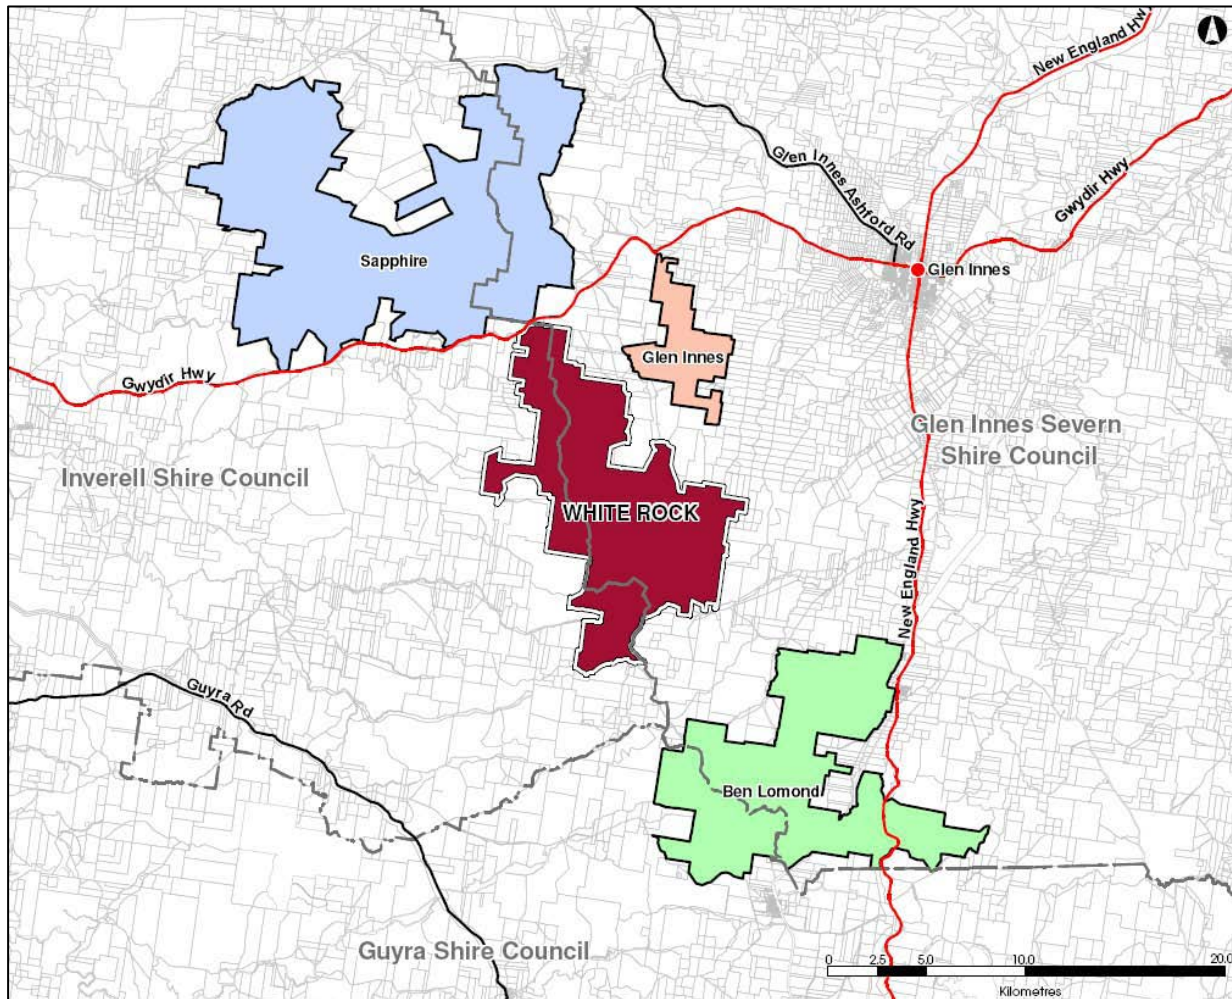 New England Hwy
Glen Innes Ashford Rd
Gwydir Hwy
Sapphire
Glen Innes
Glen Innes
Gwydir Hwy
Glen Innes Severn
Shire Council
Inverell Shire Council
WHITE ROCK
New England Hwy
Guyra Rd
Ben Lomond
Guyra Shire Council
0 2.5 5.0 10.0 20.0
Kilometres